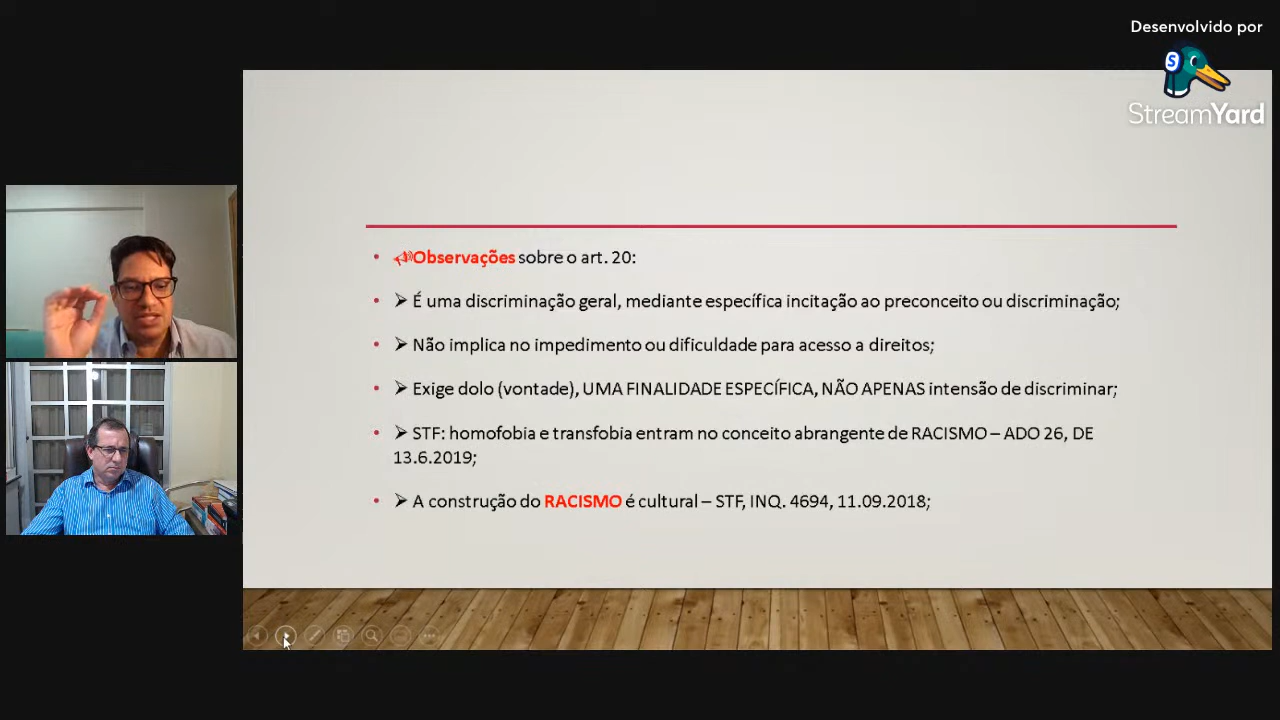 Desenvolvido por
StreamYard
Observações sobre o art. 20:
É uma discriminação geral, mediante específica incitação ao preconceito ou discriminação;
Não implica no impedimento ou dificuldade para acesso a direitos;
Exige dolo (vontade), UMA FINALIDADE ESPECÍFICA, NÃO APENAS intensão de discriminar;
STF: homofobia e transfobia entram no conceito abrangente de RACISMO – ADO 26, DE
13.6.2019;
A construção do RACISMO é cultural – STF, INQ. 4694, 11.09.2018;